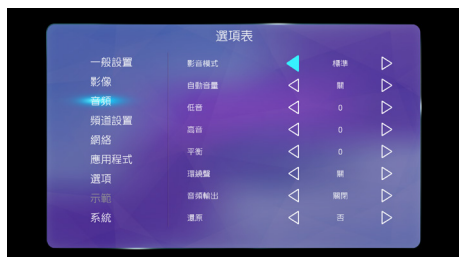 選項表
一般設置
影像
音頻
頻道設置
網絡
應用程式
選項
示範
系統
影音模式 標準
自動音量 關
低音 0
高音 0
平衡 0
環繞聲 關
音頻輸出 關閉
還原 否